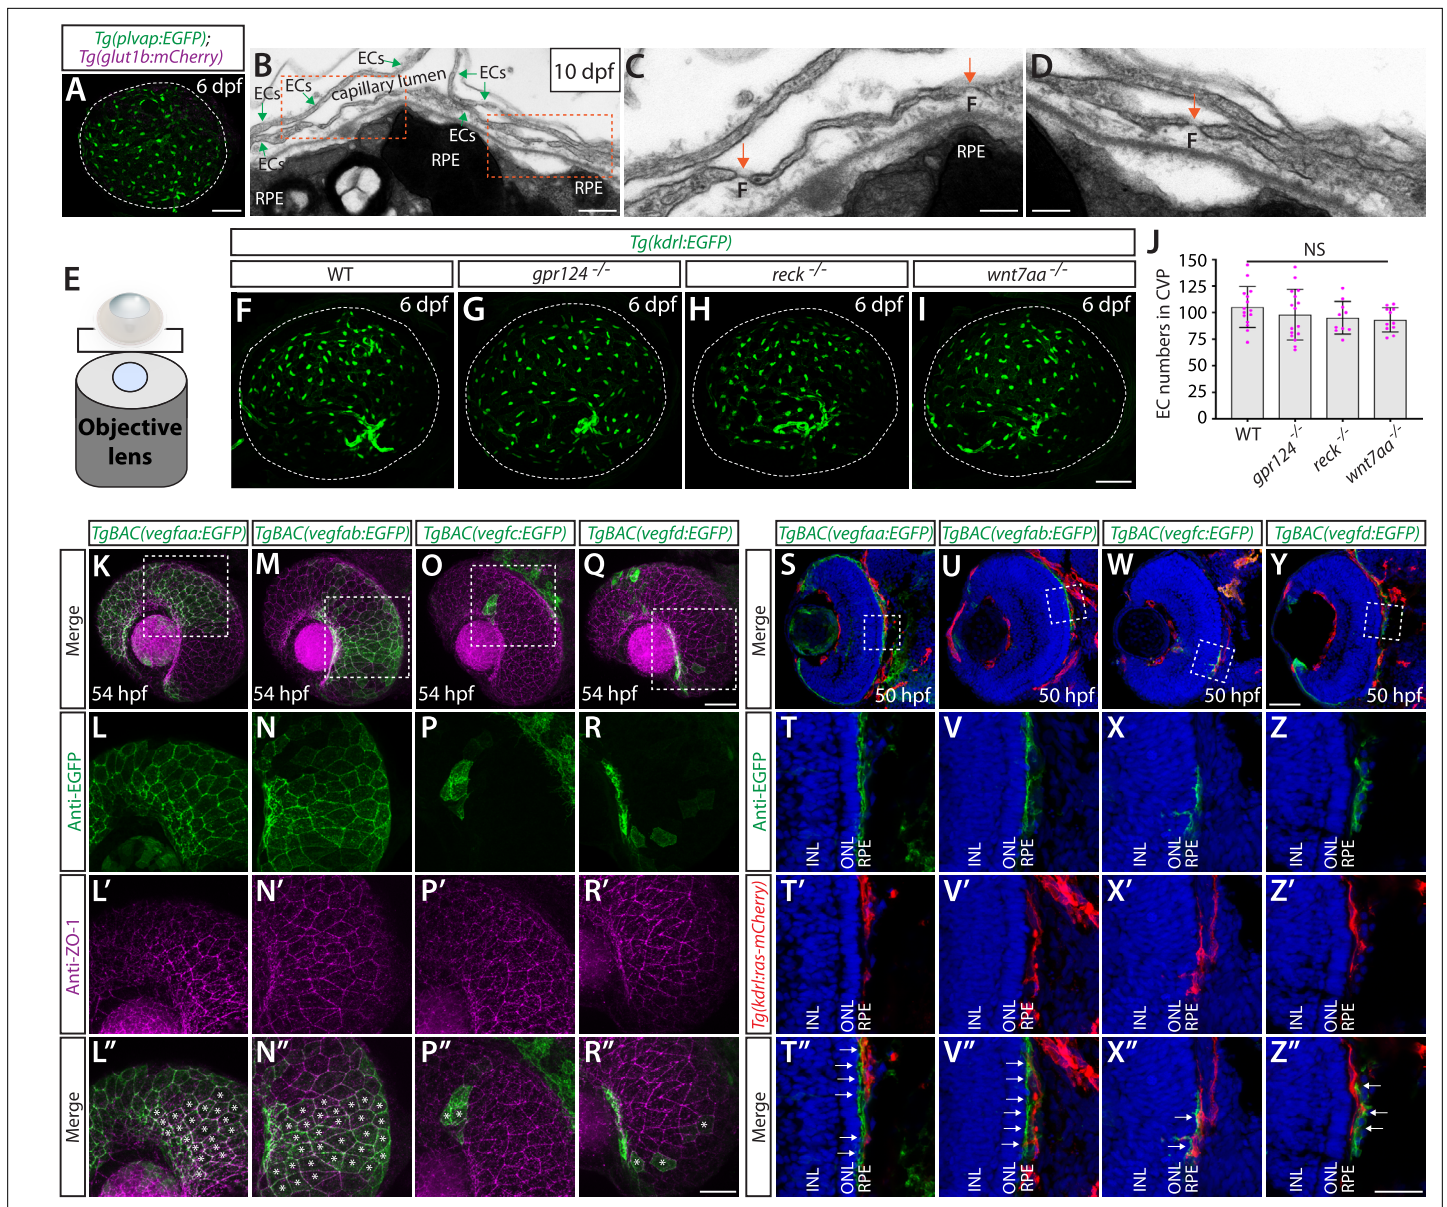 Tg(plvap:EGFP);
Tg(glut1b:mCherry)
A
6 dpf
B
ECs
ECs
10 dpf
ECs
ECs
capillary lumen
ECs
ECs
RPE
RPE
RPE
C
F
F
RPE
D
F
E
Objective
lens
Tg(kdrl:EGFP)
WT
gpr124 -/-
reck -/-
wnt7aa -/-
F
6 dpf
G
6 dpf
H
6 dpf
I
6 dpf
J
NS
EC numbers in CVP
150
125
100
75
50
25
0
WT
gpr124 -/-
reck -/-
wnt7aa -/-
TgBAC(vegfaa:EGFP)
TgBAC(vegfab:EGFP)
TgBAC(vegfc:EGFP)
TgBAC(vegfd:EGFP)
TgBAC(vegfaa:EGFP)
TgBAC(vegfab:EGFP)
TgBAC(vegfc:EGFP)
TgBAC(vegfd:EGFP)
Merge
K
54 hpf
M
54 hpf
O
54 hpf
Q
54 hpf
Merge
S
50 hpf
U
50 hpf
W
50 hpf
Y
50 hpf
Anti-EGFP
L
N
P
R
Anti-EGFP
T
INL
ONL
RPE
V
INL
ONL
RPE
X
INL
ONL
RPE
Z
INL
ONL
RPE
Anti-ZO-1
L′
N′
P′
R′
Tg(kdrl:ras-mCherry)
T′
INL
ONL
RPE
V′
INL
ONL
RPE
X′
INL
ONL
RPE
Z′
INL
ONL
RPE
Merge
L″
N″
P″
R″
Merge
T″
INL
ONL
RPE
V″
INL
ONL
RPE
X″
INL
ONL
RPE
Z″
INL
ONL
RPE